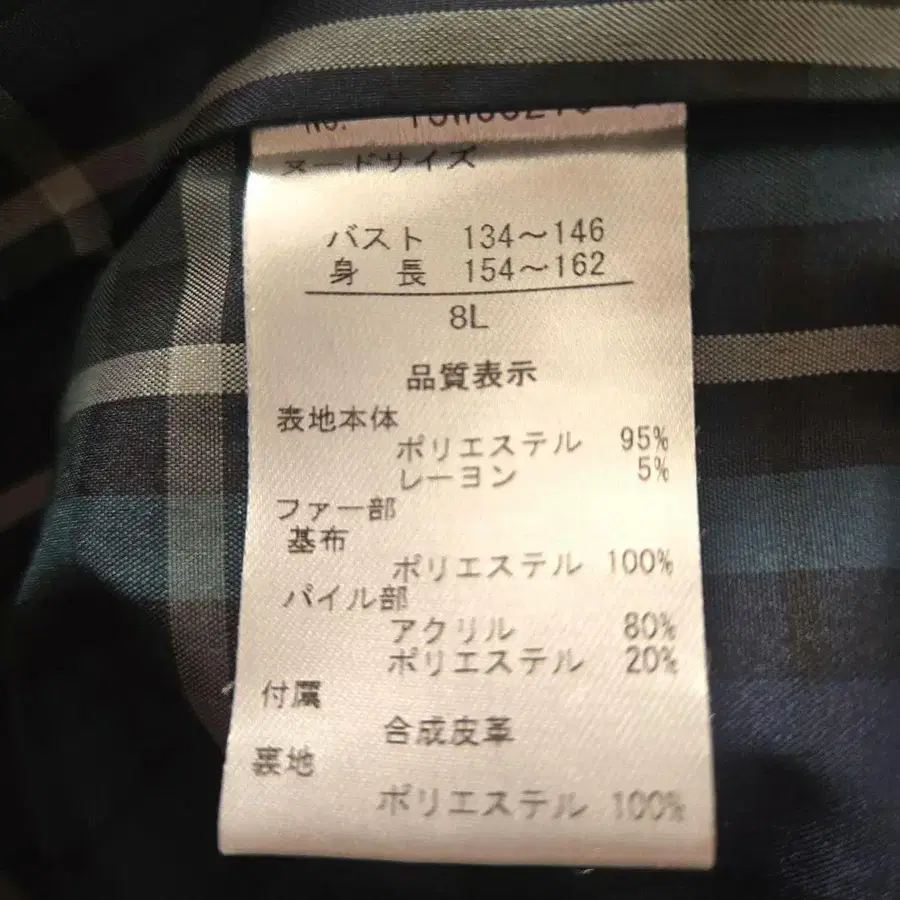 No.
ヌードサイズ
バスト 134～146
身 長 154～162
8L
品質表示
表地本体
ポリエステル 95%
レーヨン 5%
ファー部
基布
ポリエステル 100%
パイル部
アクリル 80%
ポリエステル 20%
付属
合成皮革
裏地
ポリエステル 100%